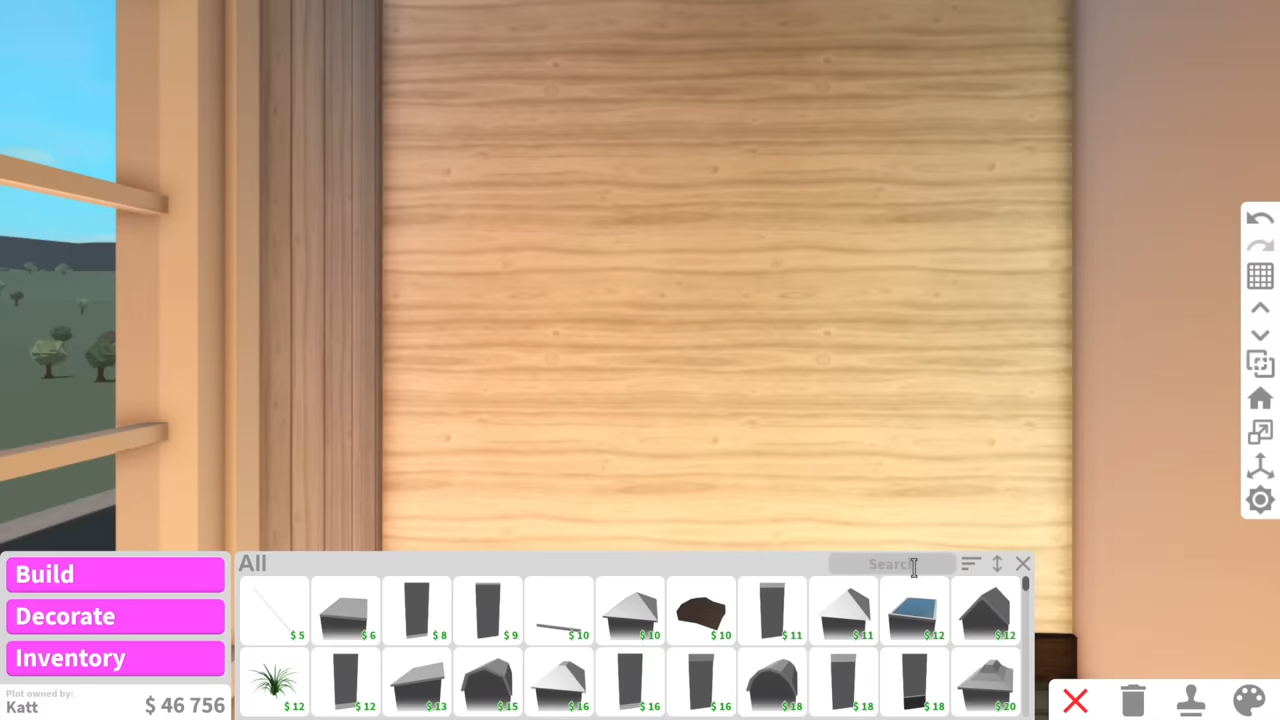 All
Search
Build
Decorate
Inventory
Plot owned by:
Katt
$ 46 756
$ 5
$ 6
$ 8
$ 9
$ 10
$ 10
$ 10
$ 11
$ 11
$ 12
$ 12
$ 12
$ 12
$ 13
$ 15
$ 16
$ 16
$ 16
$ 18
$ 18
$ 18
$ 20